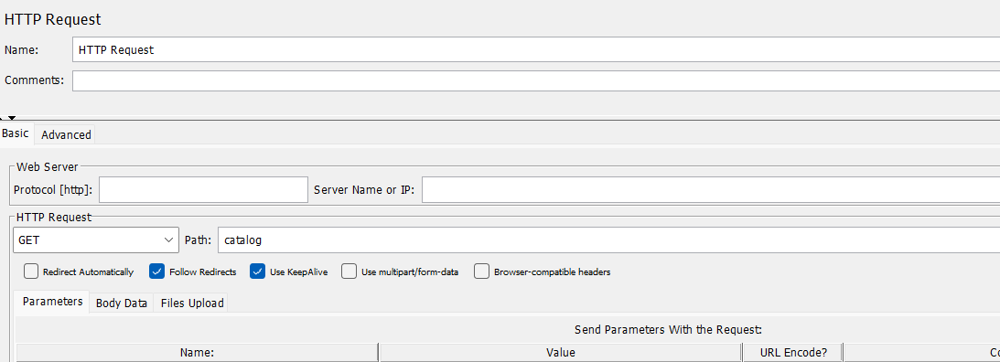 HTTP Request
Name: HTTP Request
Comments:
Basic Advanced
Web Server
Protocol [http]: Server Name or IP:
HTTP Request
GET Path: catalog
Redirect Automatically Follow Redirects Use KeepAlive Use multipart/form-data Browser-compatible headers
Parameters Body Data Files Upload
Send Parameters With the Request:
Name: Value URL Encode?